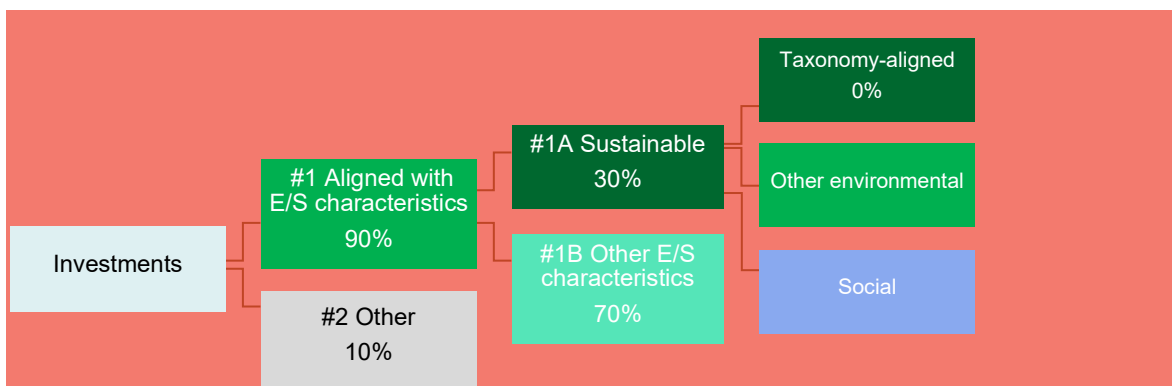 Investments
#1 Aligned with
E/S characteristics
90%
#2 Other
10%
#1A Sustainable
30%
#1B Other E/S
characteristics
70%
Taxonomy-aligned
0%
Other environmental
Social